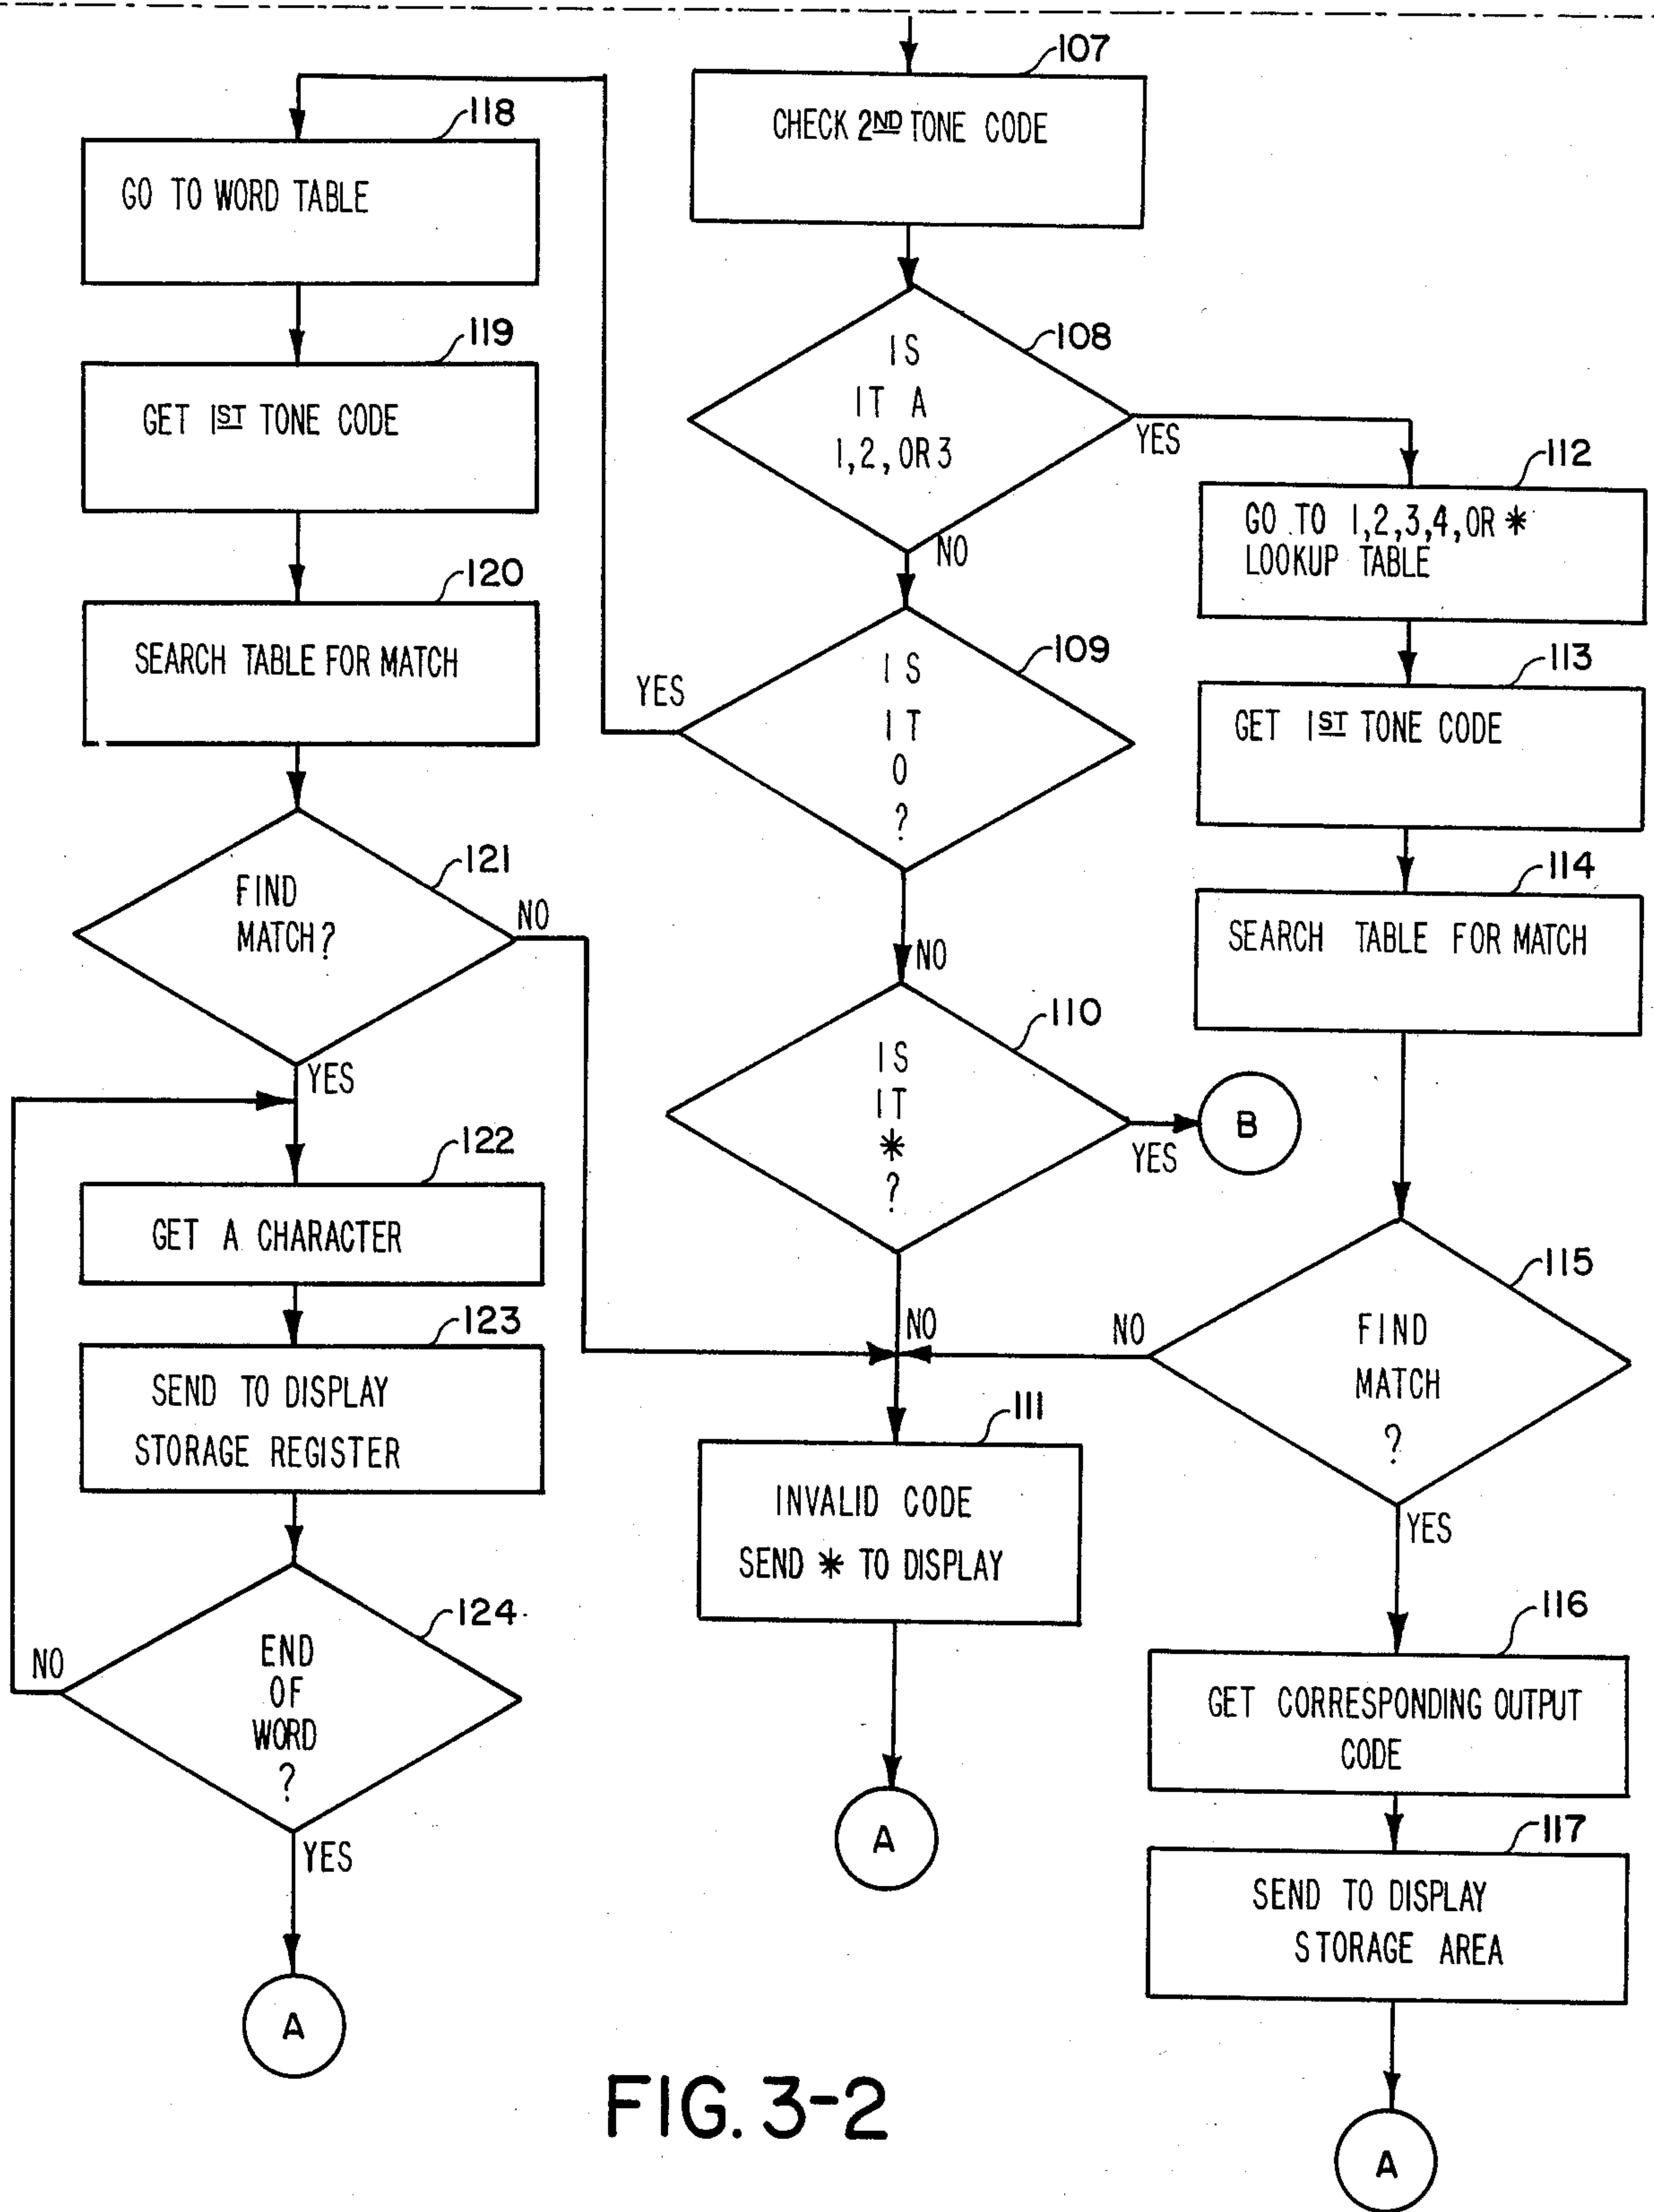 107
CHECK 2ND TONE CODE
118
GO TO WORD TABLE
119
GET 1ST TONE CODE
120
SEARCH TABLE FOR MATCH
121
FIND
MATCH?
NO
YES
122
GET A CHARACTER
123
SEND TO DISPLAY
STORAGE REGISTER
124
END
OF
WORD
?
NO
YES
A
108
IS
IT A
1,2, OR 3
YES
NO
109
IS
IT
0
?
YES
NO
110
IS
IT
*
?
YES
B
NO
111
INVALID CODE
SEND * TO DISPLAY
A
112
GO TO 1,2,3,4, OR *
LOOKUP TABLE
113
GET 1ST TONE CODE
114
SEARCH TABLE FOR MATCH
115
FIND
MATCH
?
NO
YES
116
GET CORRESPONDING OUTPUT
CODE
117
SEND TO DISPLAY
STORAGE AREA
A
FIG. 3-2